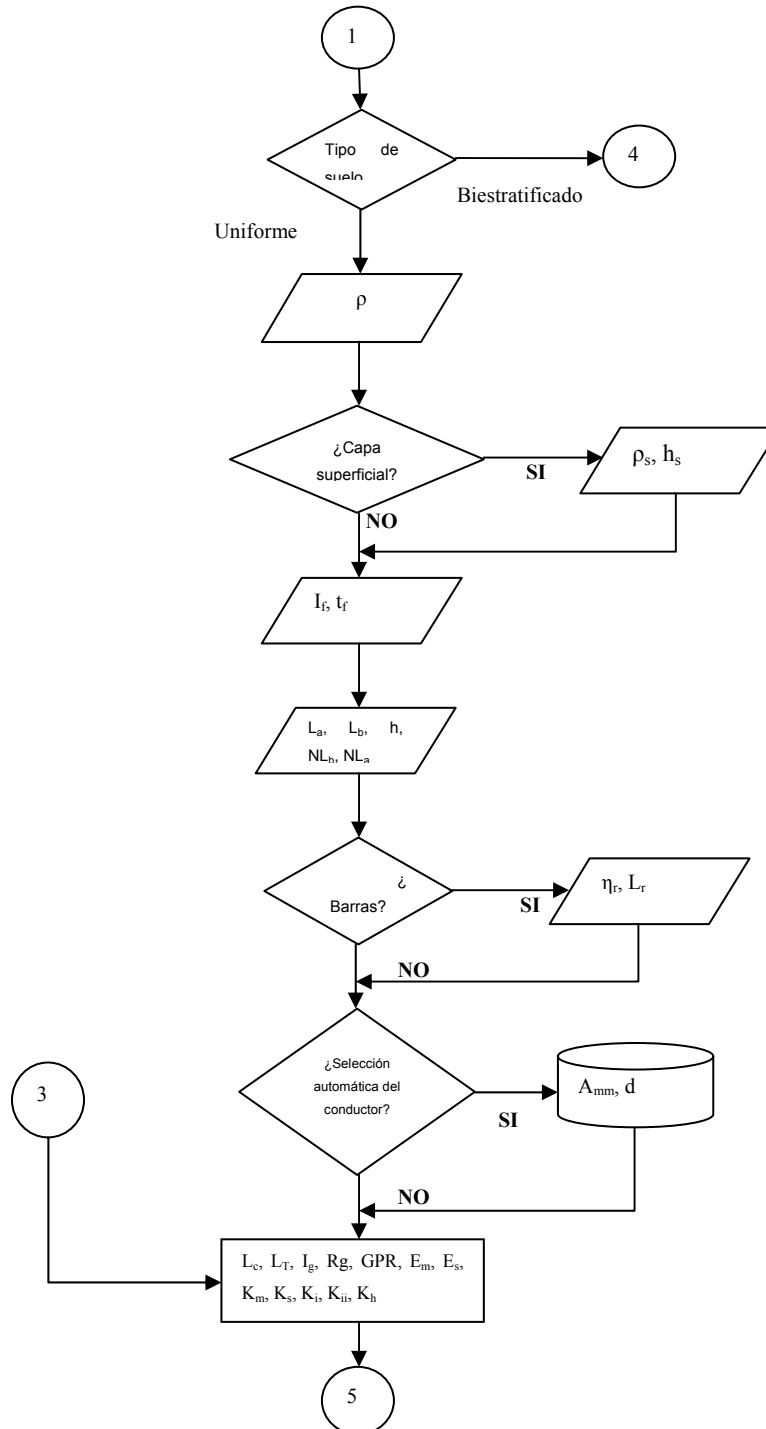 1
Tipo de
suelo
4
Biestratificado
Uniforme
ρ
¿Capa
superficial?
SI
ρs, hs
NO
If, tf
La, Lb, h,
NLb, NLa
¿
Barras?
SI
ηr, Lr
NO
¿Selección
automática del
conductor?
SI
Amm, d
3
NO
Lc, LT, Ig, Rg, GPR, Em, Es,
Km, Ks, Ki, Kii, Kh
5